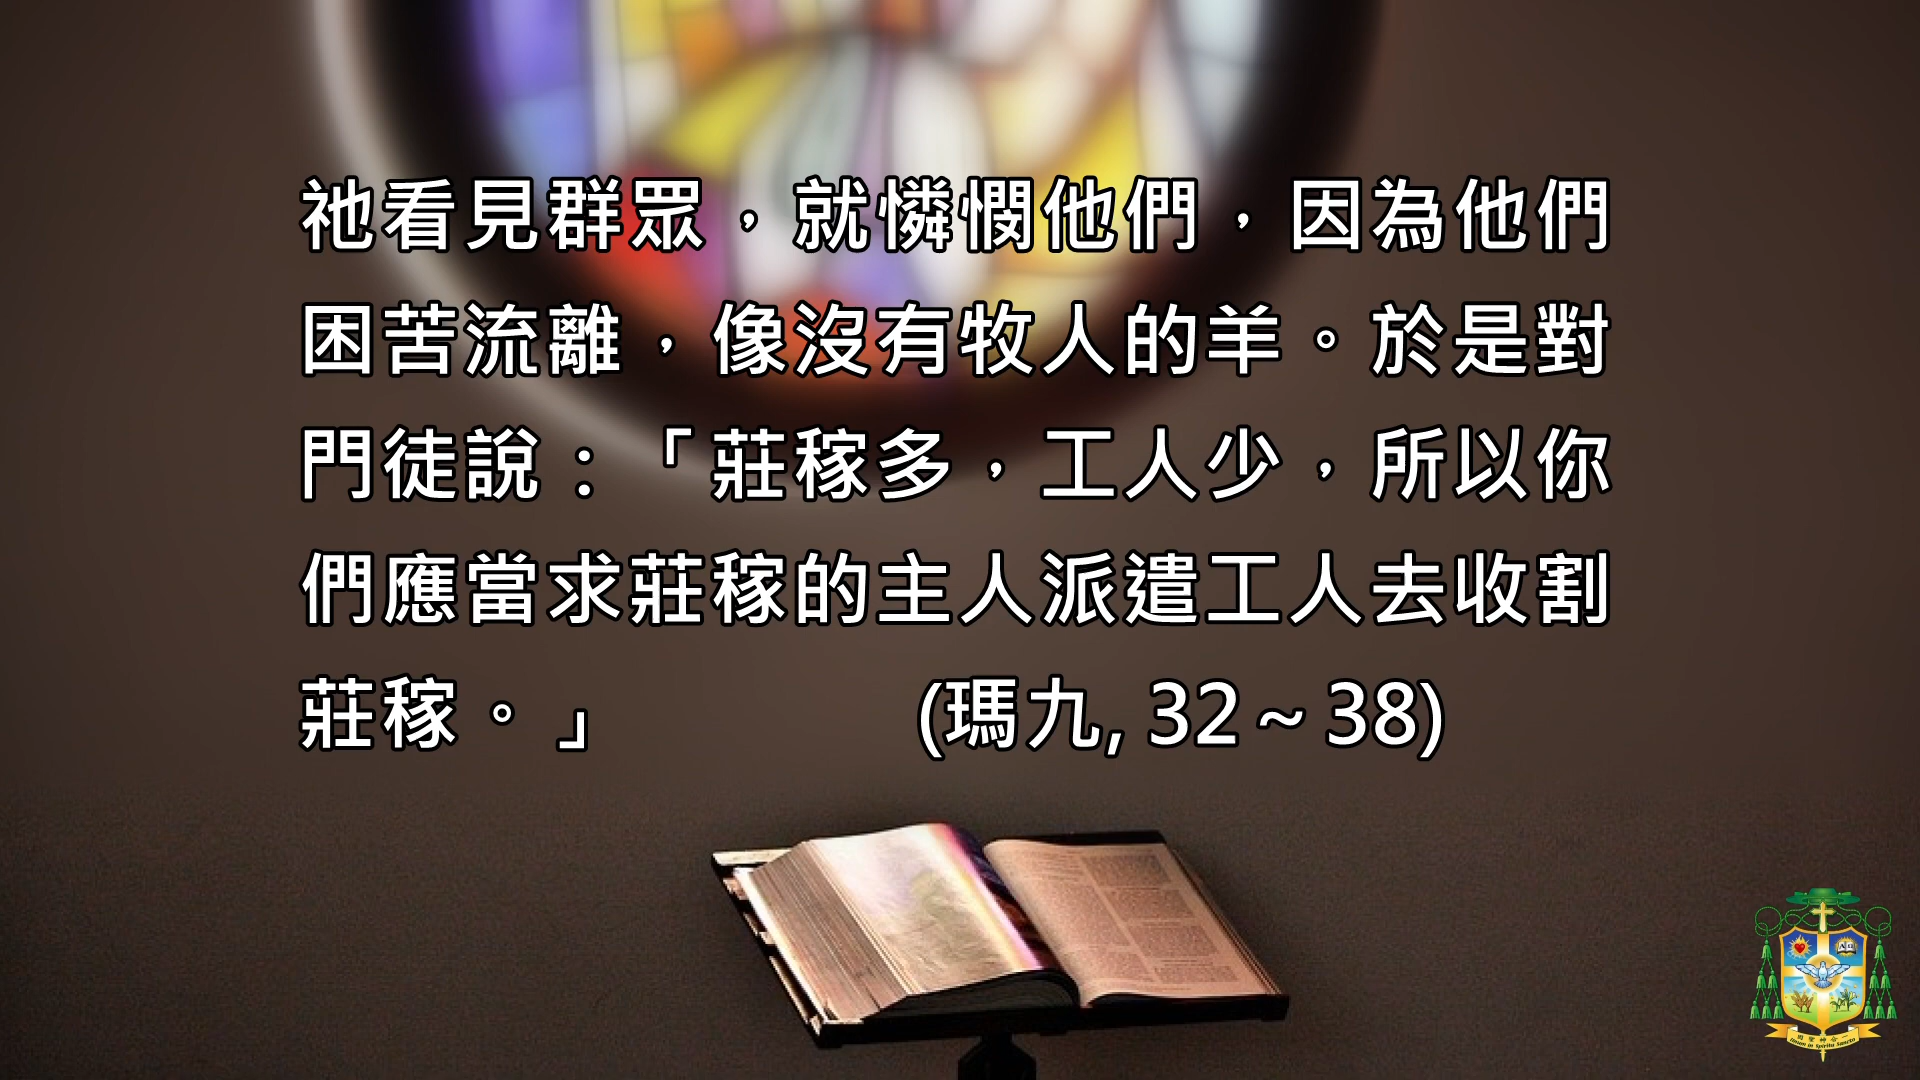 祂看見群眾，就憐憫他們，因為他們
困苦流離，像沒有牧人的羊。於是對
門徒說：「莊稼多，工人少，所以你
們應當求莊稼的主人派遣工人去收割
莊稼。」 (瑪九, 32～38)